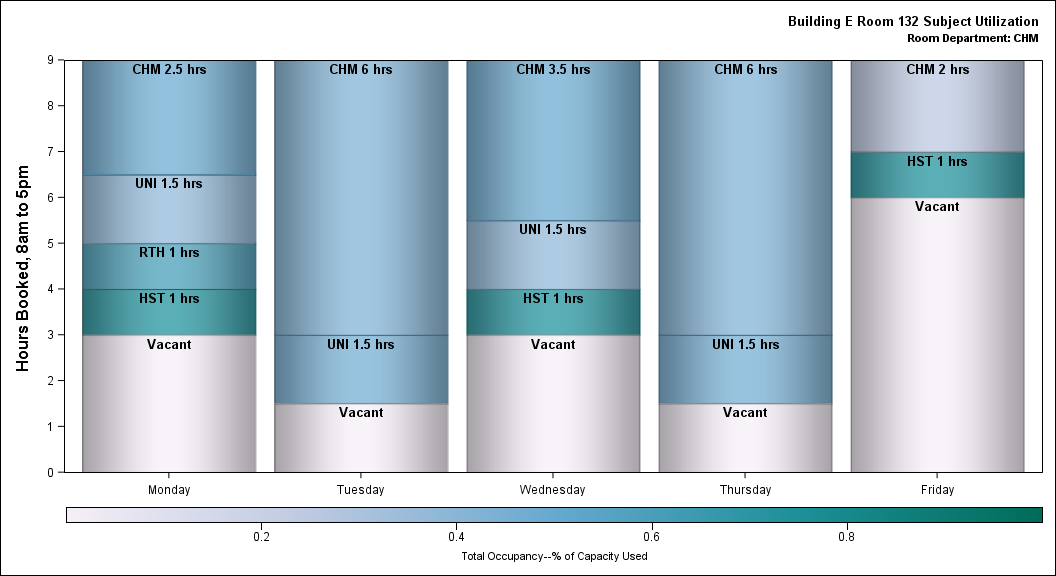 Building E Room 132 Subject Utilization
Room Department: CHM
Hours Booked, 8am to 5pm
9
8
7
6
5
4
3
2
1
0
CHM 2.5 hrs
UNI 1.5 hrs
RTH 1 hrs
HST 1 hrs
Vacant
CHM 6 hrs
UNI 1.5 hrs
Vacant
CHM 3.5 hrs
UNI 1.5 hrs
HST 1 hrs
Vacant
CHM 6 hrs
UNI 1.5 hrs
Vacant
CHM 2 hrs
HST 1 hrs
Vacant
Monday Tuesday Wednesday Thursday Friday
0.2 0.4 0.6 0.8
Total Occupancy--% of Capacity Used